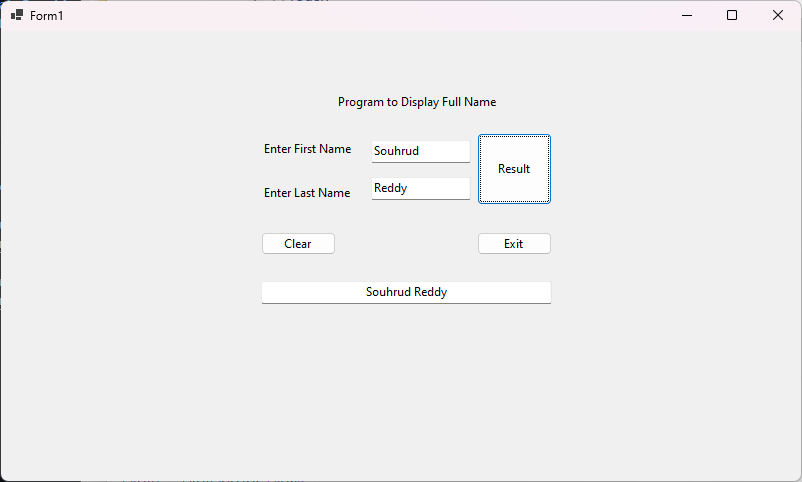 Form1
Program to Display Full Name
Enter First Name
Souhrud
Result
Enter Last Name
Reddy
Clear
Exit
Souhrud Reddy